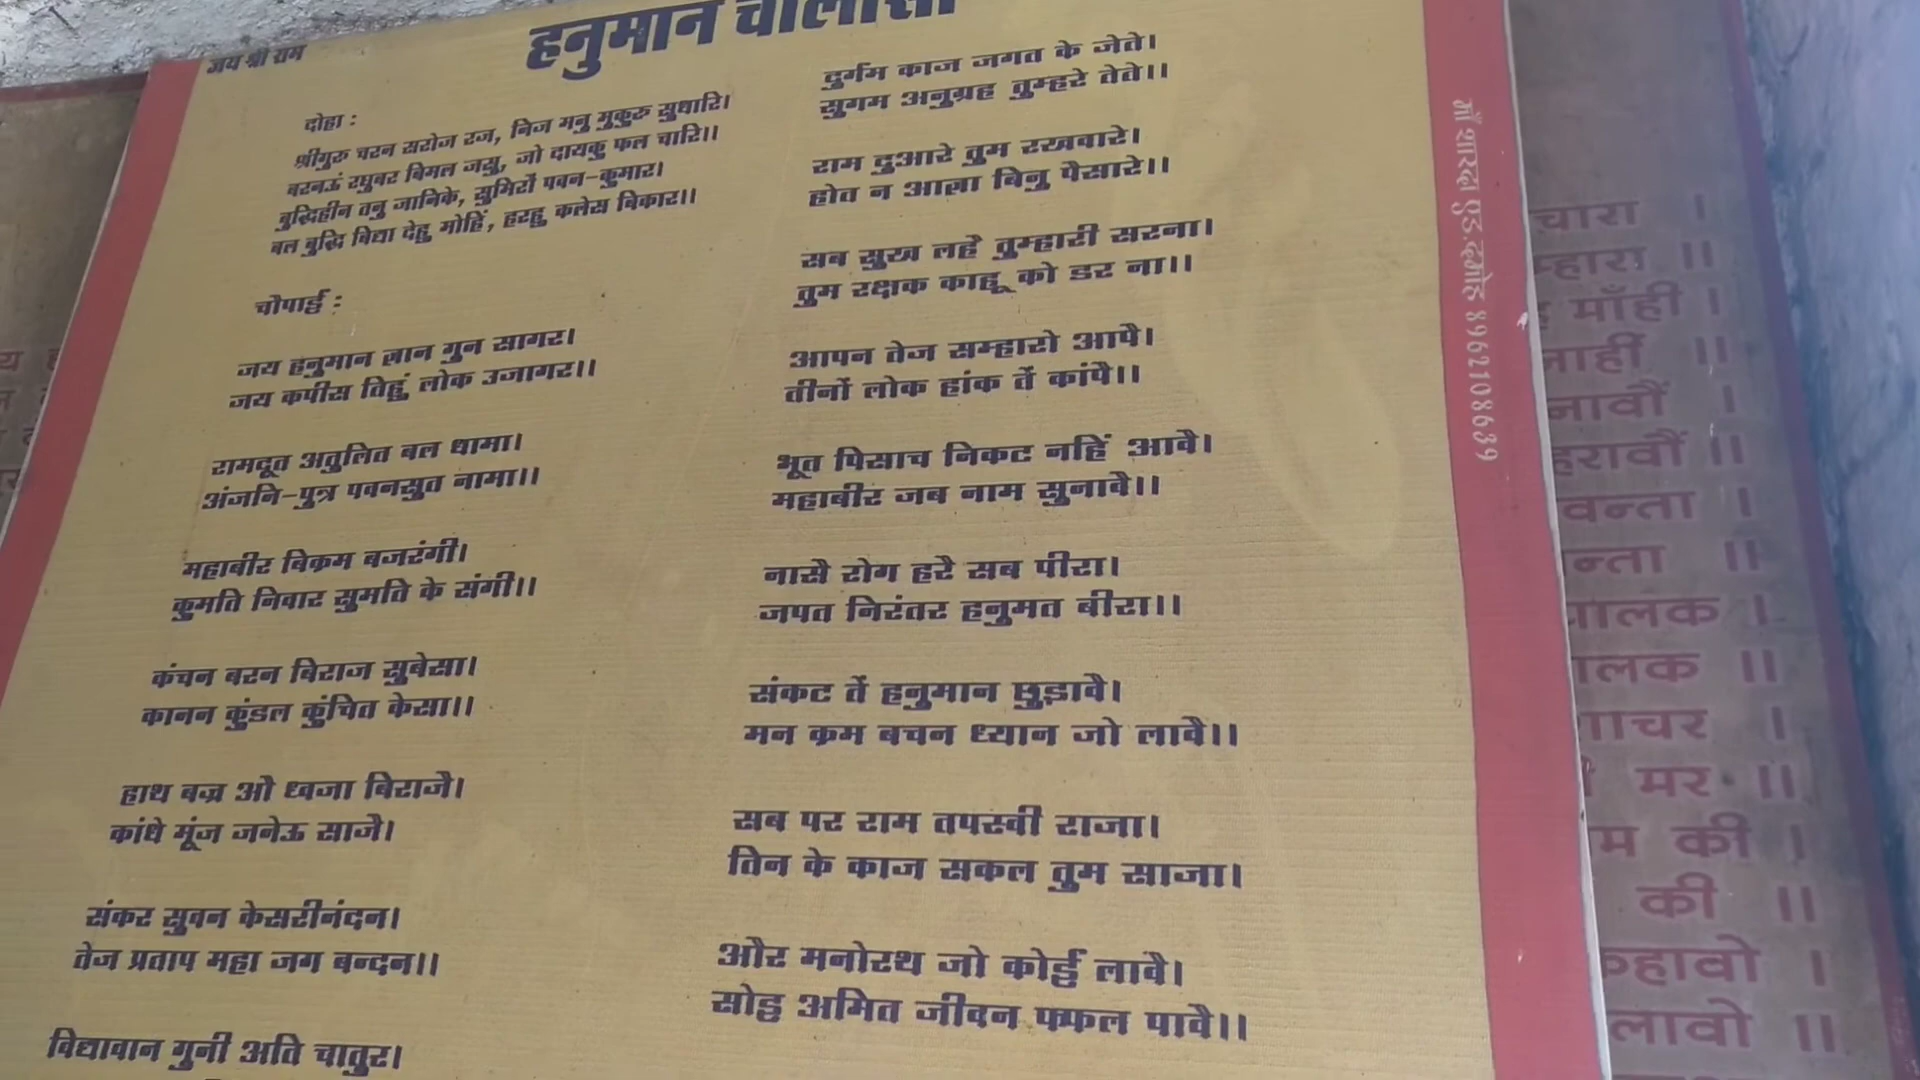 जय श्री राम
हनुमान चालीसा
दोहा :
श्रीगुरु चरन सरोज रज, निज मनु मुकुरु सुधारि।
बरनऊं रघुबर बिमल जसु, जो दायकु फल चारि।।
बुद्धिहीन तनु जानिके, सुमिरौ पवन-कुमार।
बल बुद्धि बिद्या देहु मोहिं, हरहु कलेस बिकार।।
चौपाई :
जय हनुमान ज्ञान गुन सागर।
जय कपीस तिहुं लोक उजागर।।
रामदूत अतुलित बल धामा।
अंजनि-पुत्र पवनसुत नामा।।
महाबीर बिक्रम बजरंगी।
कुमति निवार सुमति के संगी।।
कंचन बरन बिराज सुबेसा।
कानन कुंडल कुंचित केसा।।
हाथ बज्र औ ध्वजा बिराजै।
कांधे मूंज जनेऊ साजै।
संकर सुवन केसरीनंदन।
तेज प्रताप महा जग बन्दन।।
विद्यावान गुनी अति चातुर।
दुर्गम काज जगत के जेते।
सुगम अनुग्रह तुम्हरे तेते।।
राम दुआरे तुम रखवारे।
होत न आज्ञा बिनु पैसारे।।
सब सुख लहै तुम्हारी सरना।
तुम रक्षक काहू को डर ना।।
आपन तेज सम्हारो आपै।
तीनों लोक हांक तें कांपै।।
भूत पिसाच निकट नहिं आवै।
महाबीर जब नाम सुनावै।।
नासै रोग हरै सब पीरा।
जपत निरंतर हनुमत बीरा।।
संकट तें हनुमान छुड़ावै।
मन क्रम बचन ध्यान जो लावै।।
सब पर राम तपस्वी राजा।
तिन के काज सकल तुम साजा।
और मनोरथ जो कोई लावै।
सोइ अमित जीवन फल पावै।।
माँ शारदा एड.दमोह ४९६२१०८६३९
चारा ।
म्हारा ।।
माँही ।
नाहीं ।।
नावौं ।
हरावौं ।।
वन्ता ।
न्ता ।।
पालक ।
ालक ।।
ाचर ।
मर ।।
म की ।
की ।।
कहावो ।
लावो ।।